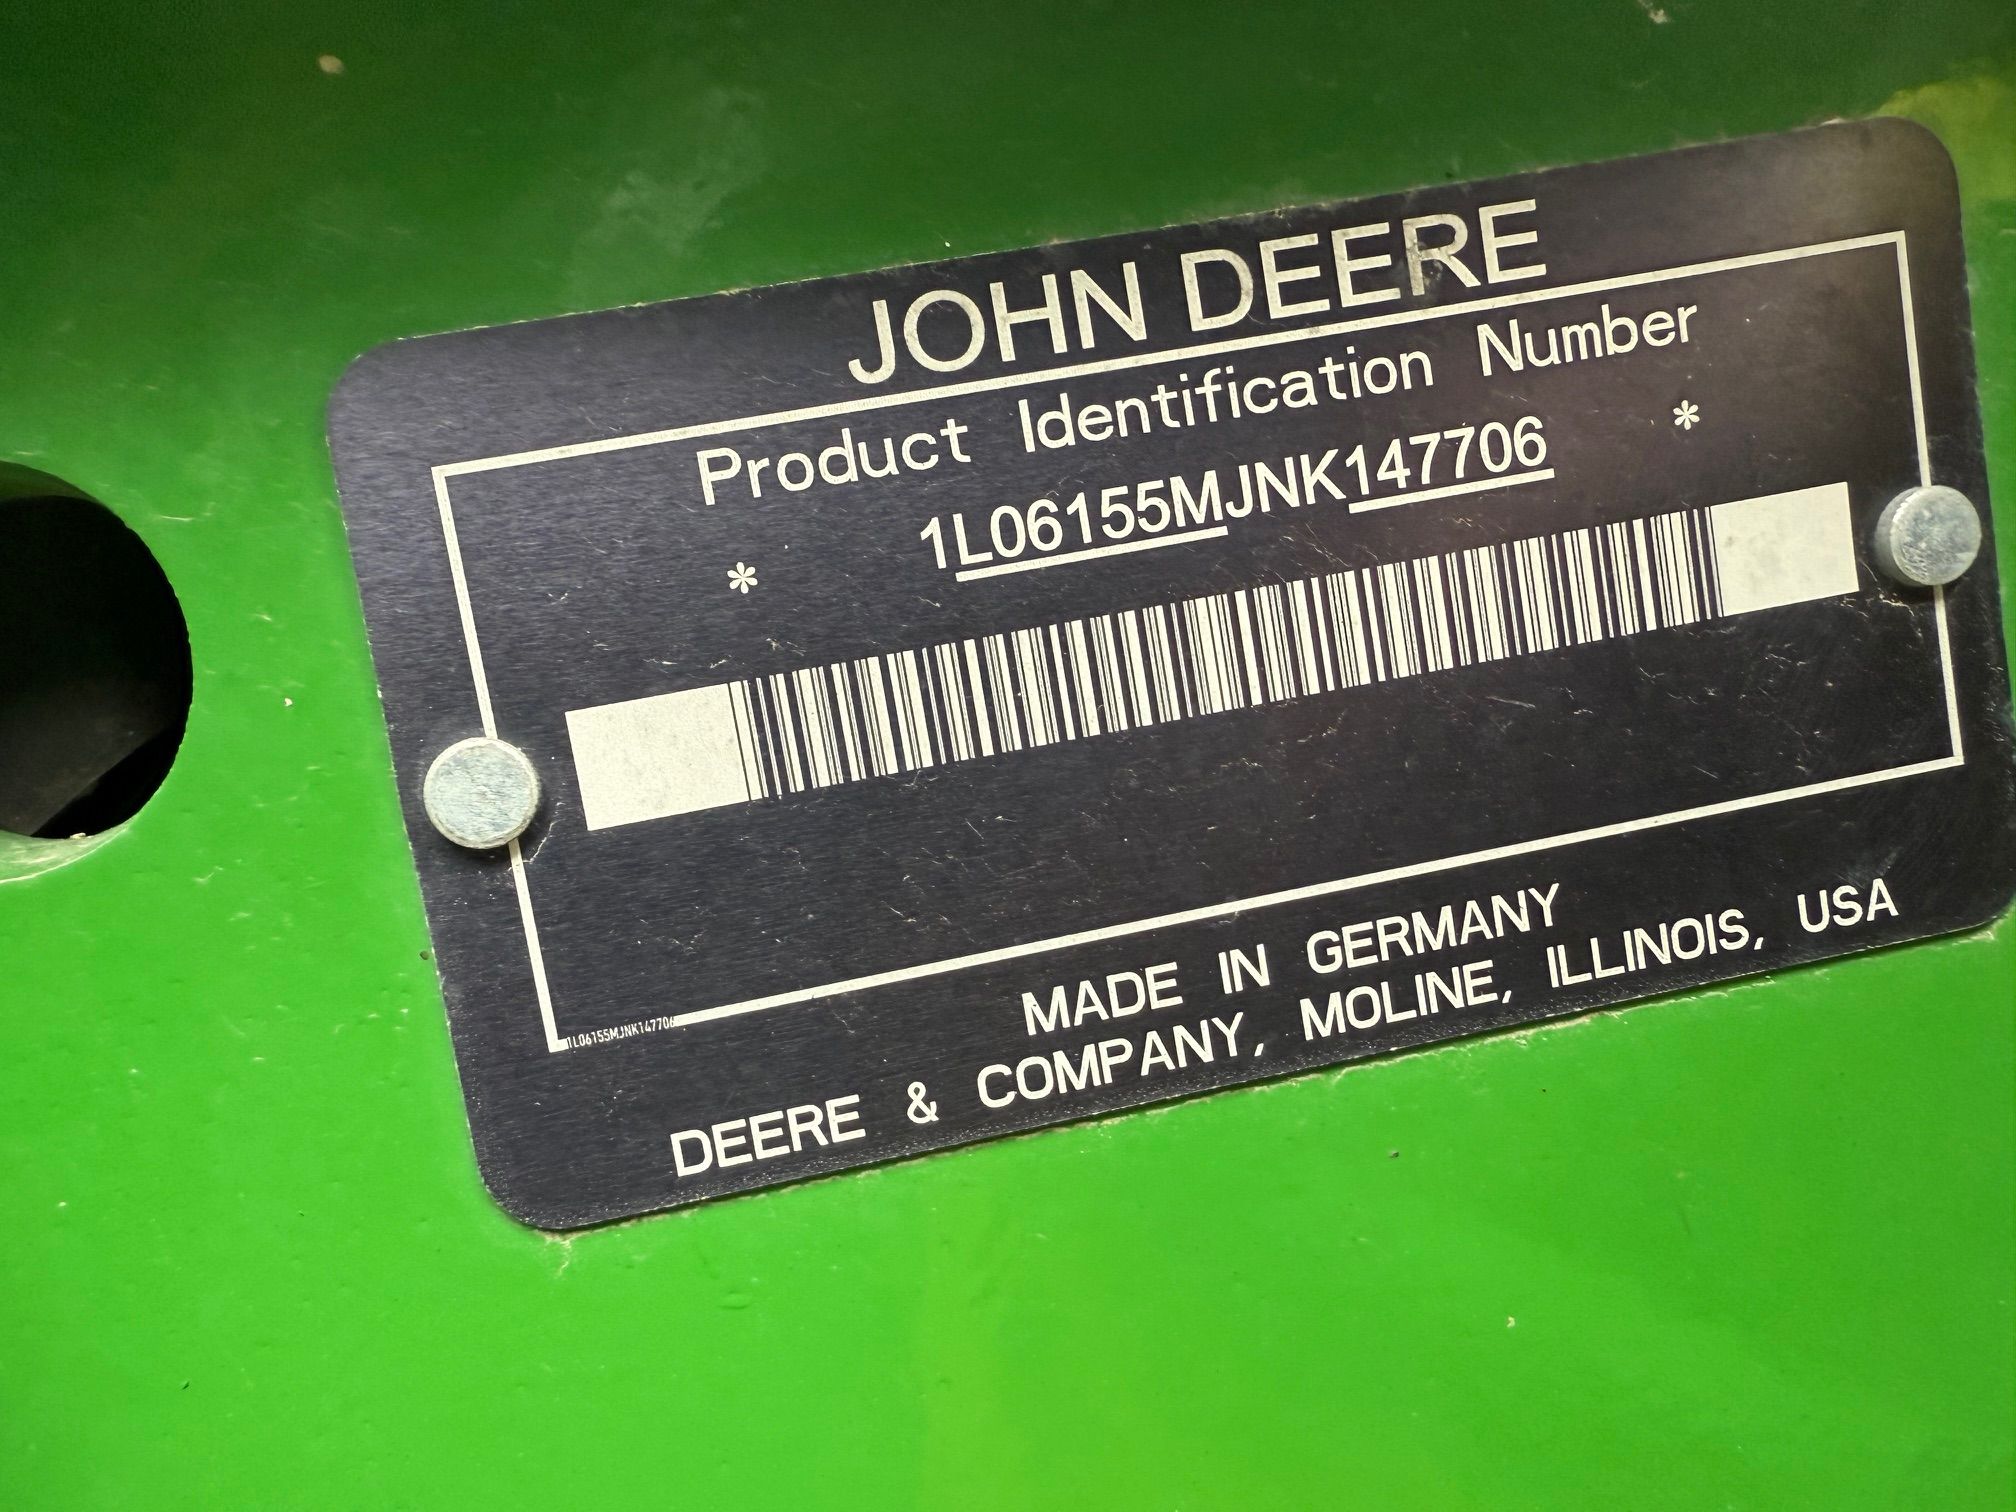 JOHN DEERE
Product Identification Number
* 1L06155MJNK147706 *
1L06155MJNK147706
MADE IN GERMANY
DEERE & COMPANY, MOLINE, ILLINOIS, USA